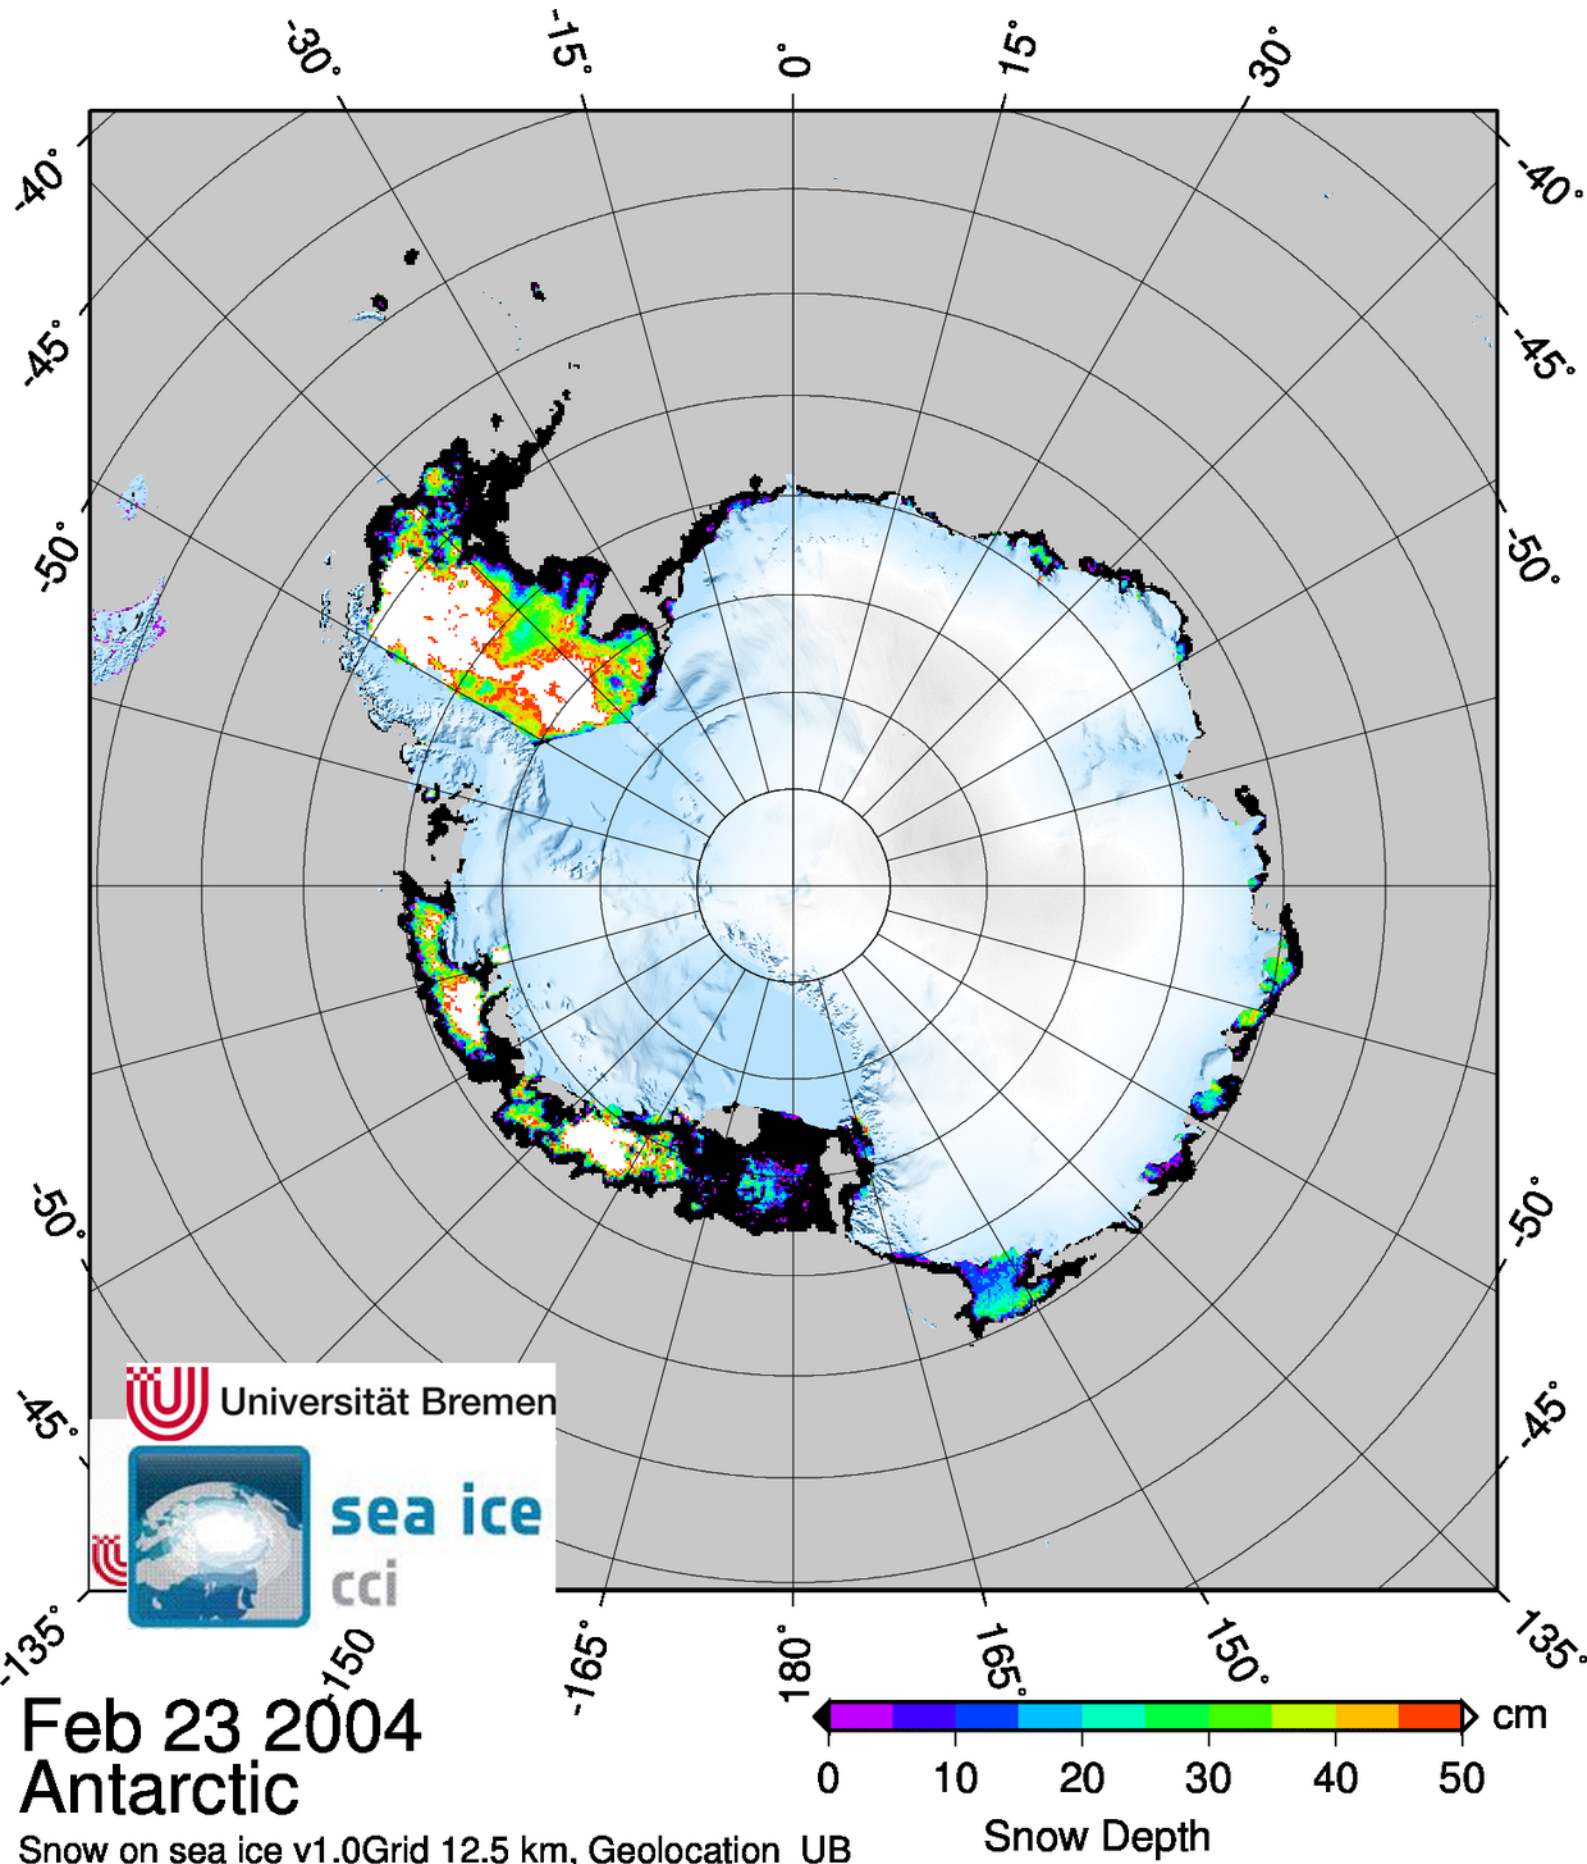 -30°
-15°
0°
15°
30°
-40°
-40°
-45°
-45°
-50°
-50°
-50°
-50°
-45°
-45°
Universität Bremen
sea ice
cci
-135°
-150
-165°
180°
165°
150°
135°
Feb 23 2004
Antarctic
Snow on sea ice v1.0Grid 12.5 km, Geolocation UB
cm
0 10 20 30 40 50
Snow Depth